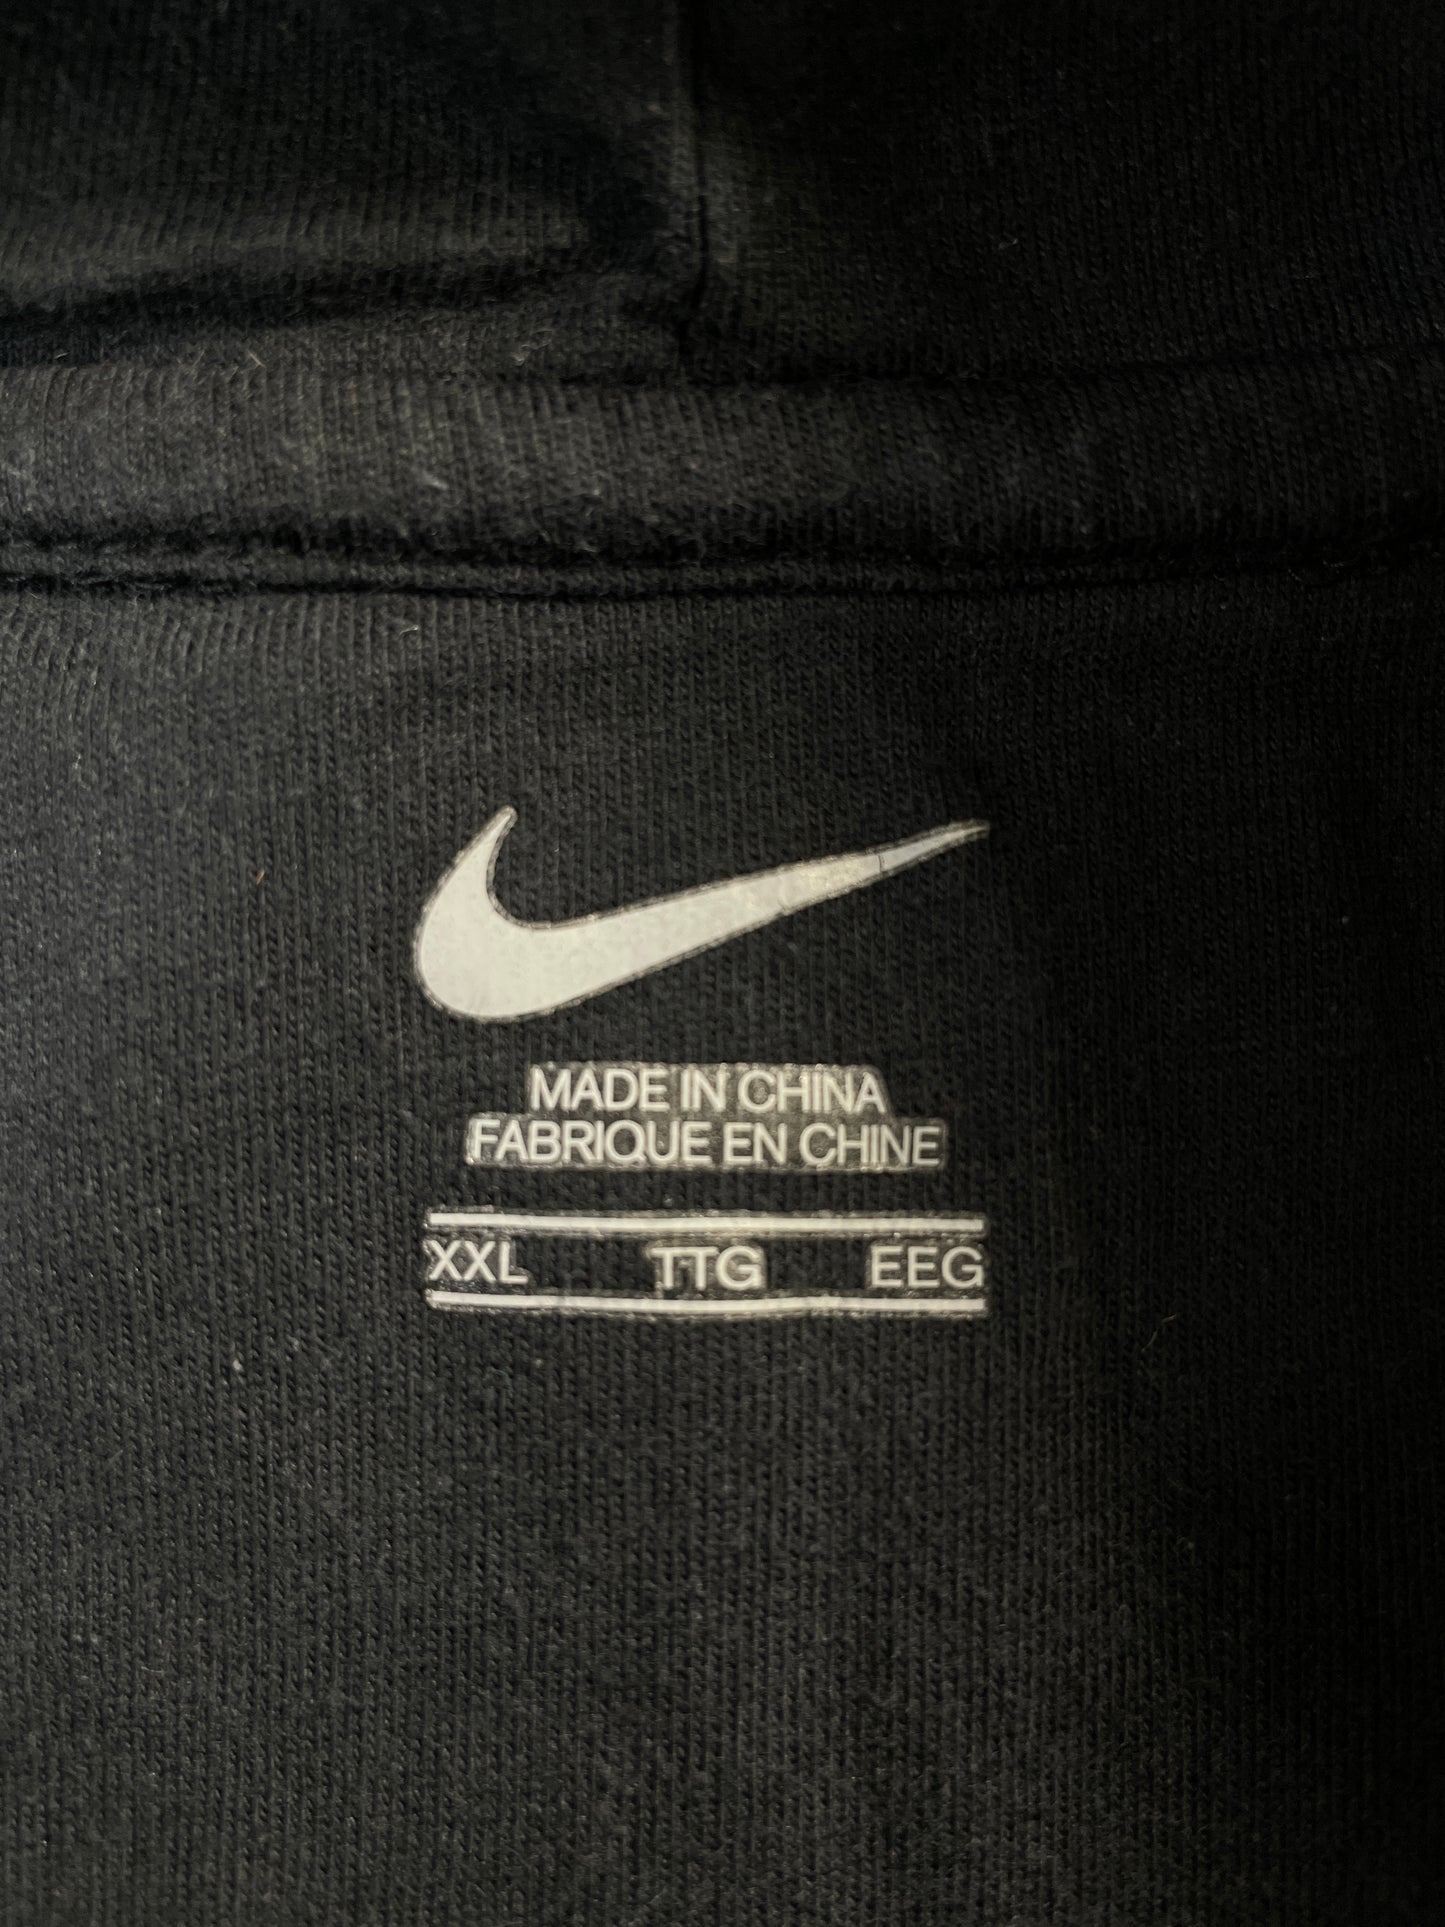 MADE IN CHINA
FABRIQUE EN CHINE
XXL TTG EEG